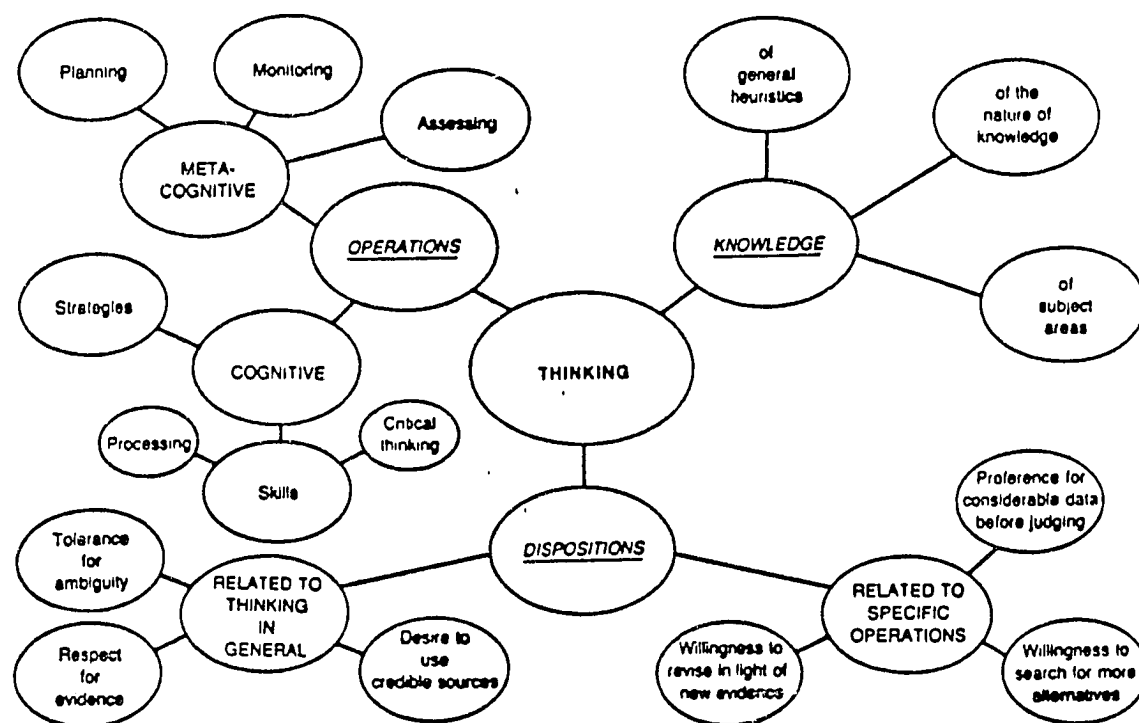 Planning
Monitoring
Assessing
META-
COGNITIVE
OPERATIONS
Strategies
COGNITIVE
Processing
Critical
thinking
Skills
of
general
heuristics
of the
nature of
knowledge
KNOWLEDGE
of
subject
areas
THINKING
DISPOSITIONS
Tolarance
for
ambiguity
RELATED TO
THINKING
IN
GENERAL
Respect
for
evidence
Desire to
use
credible sources
Proference for
considerable data
before judging
RELATED TO
SPECIFIC
OPERATIONS
Willingness to
revise in light of
new evidence
Willingness to
search for more
alternatives